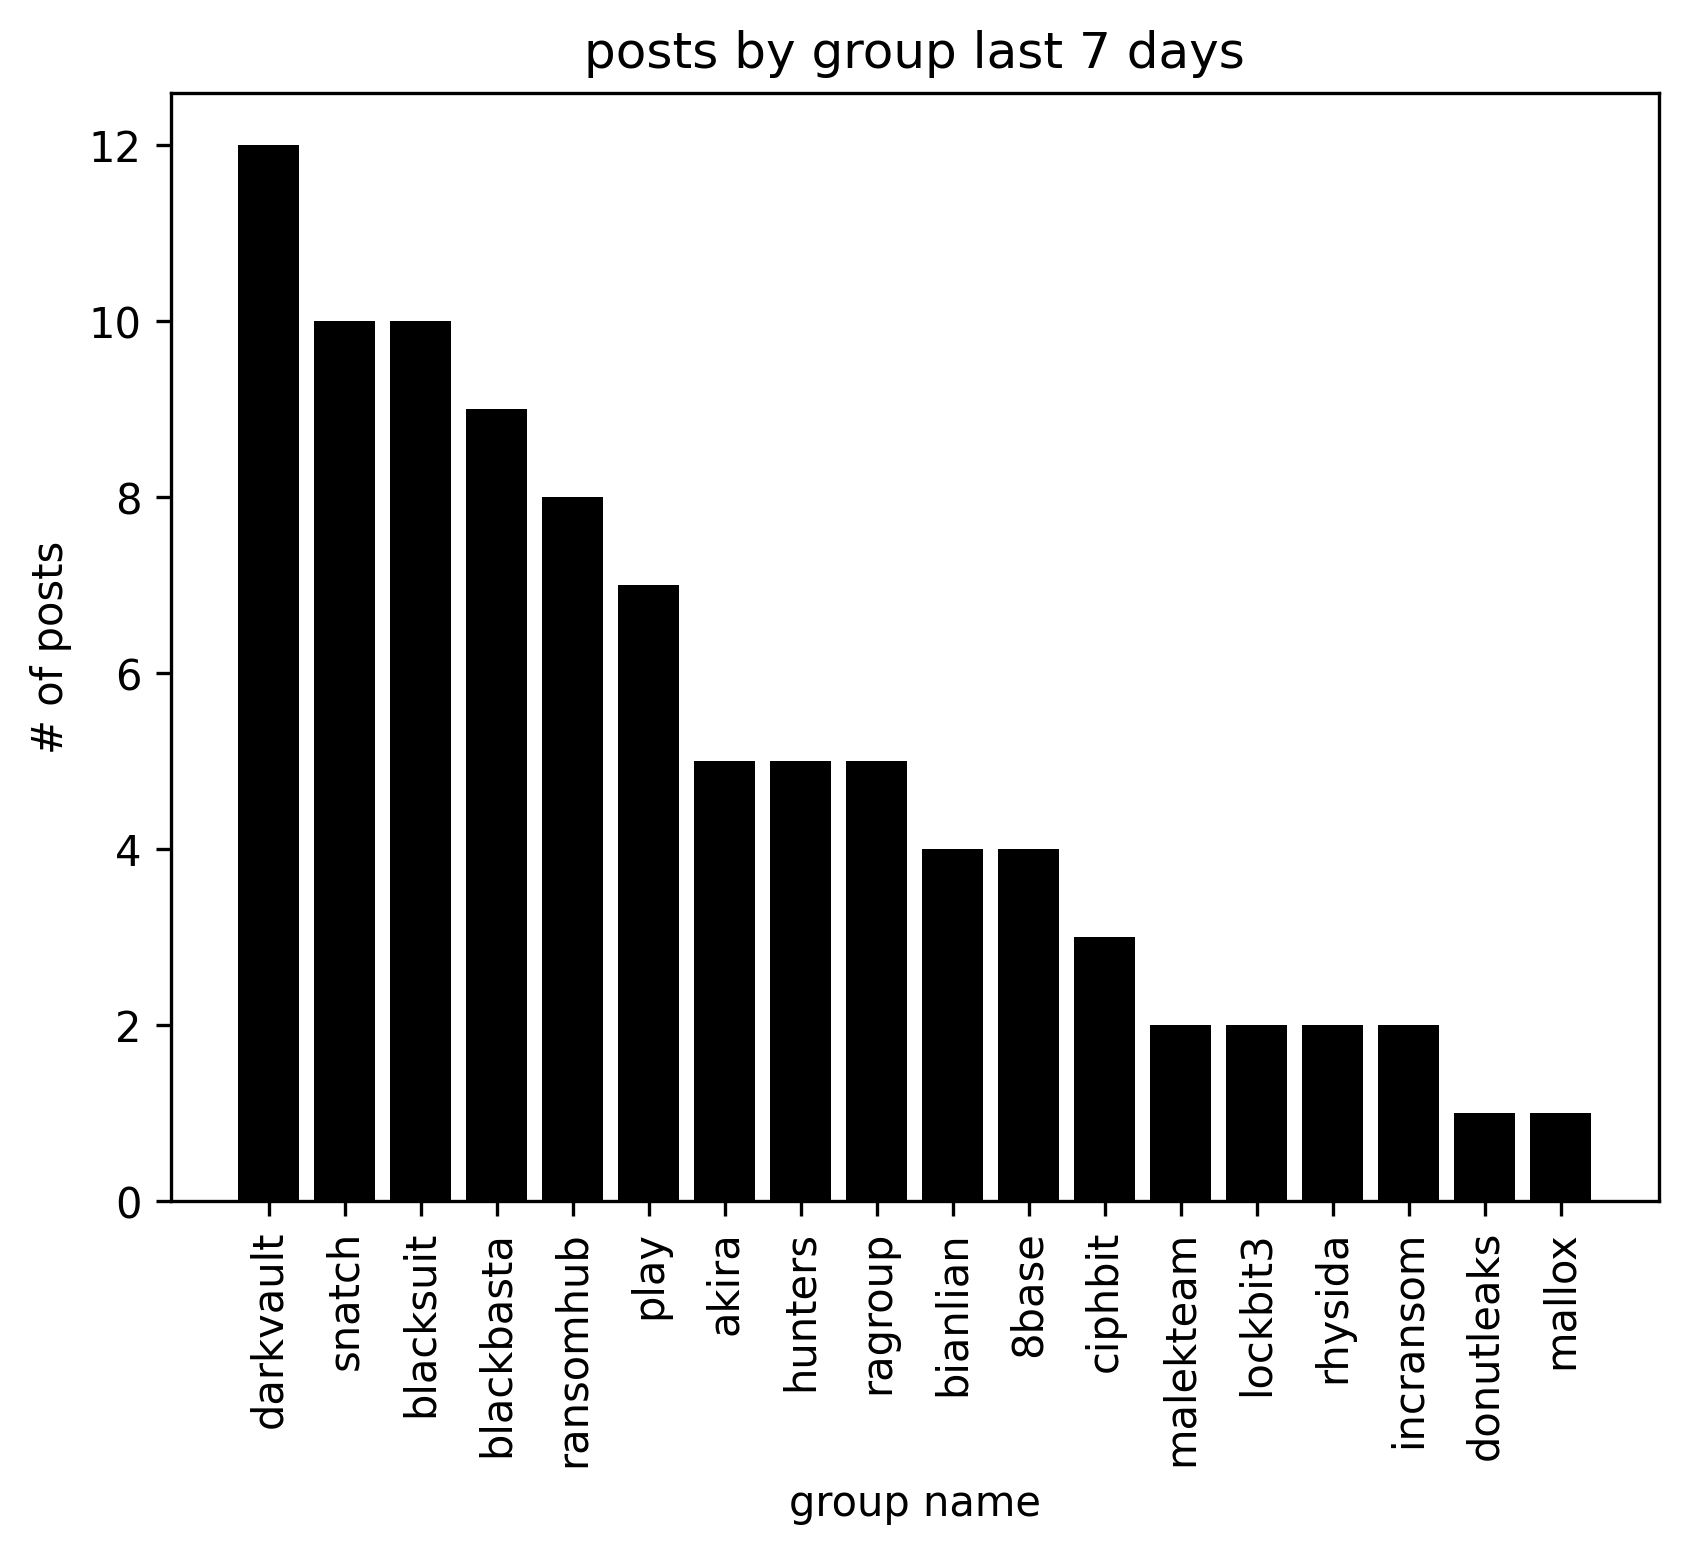 posts by group last 7 days
12
10
8
6
4
2
0
# of posts
darkvault
snatch
blacksuit
blackbasta
ransomhub
play
akira
hunters
ragroup
bianlian
8base
ciphbit
malekteam
lockbit3
rhysida
incransom
donutleaks
mallox
group name